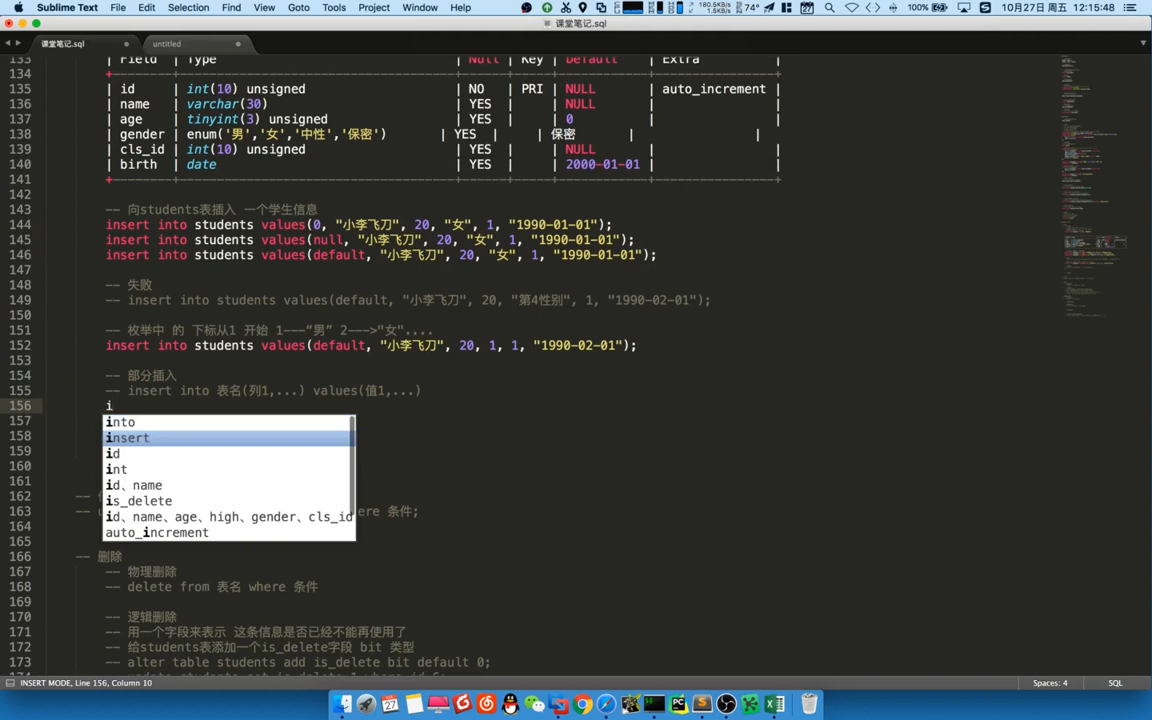 Sublime Text File Edit Selection Find View Goto Tools Project Window Help 180.5KB/s 1.5KB/s 74° 100% 10月27日 周五 12:15:48
课堂笔记.sql
课堂笔记.sql untitled
133 | Field | Type | Null | Key | Default | Extra |
134 +-------
135 | id | int(10) unsigned | NO | PRI | NULL | auto_increment |
136 | name | varchar(30) | YES | | NULL | |
137 | age | tinyint(3) unsigned | YES | | 0 | |
138 | gender | enum('男','女','中性','保密') | YES | | 保密 | |
139 | cls_id | int(10) unsigned | YES | | NULL | |
140 | birth | date | YES | | 2000-01-01 | |
141 +-------
142
143 -- 向students表插入 一个学生信息
144 insert into students values(0, "小李飞刀", 20, "女", 1, "1990-01-01");
145 insert into students values(null, "小李飞刀", 20, "女", 1, "1990-01-01");
146 insert into students values(default, "小李飞刀", 20, "女", 1, "1990-01-01");
147
148 -- 失败
149 -- insert into students values(default, "小李飞刀", 20, "第4性别", 1, "1990-02-01");
150
151 -- 枚举中 的 下标从1 开始 1---“男” 2--->"女"....
152 insert into students values(default, "小李飞刀", 20, 1, 1, "1990-02-01");
153
154 -- 部分插入
155 -- insert into 表名(列1,...) values(值1,...)
156 i
157 into
158 insert
159 id
160 int
161 id、name
162 -- is_delete
163 -- id、name、age、high、gender、cls_id ere 条件;
164 auto_increment
165
166 -- 删除
167 -- 物理删除
168 -- delete from 表名 where 条件
169
170 -- 逻辑删除
171 -- 用一个字段来表示 这条信息是否已经不能再使用了
172 -- 给students表添加一个is_delete字段 bit 类型
173 -- alter table students add is_delete bit default 0;
INSERT MODE, Line 156, Column 10 Spaces: 4 SQL